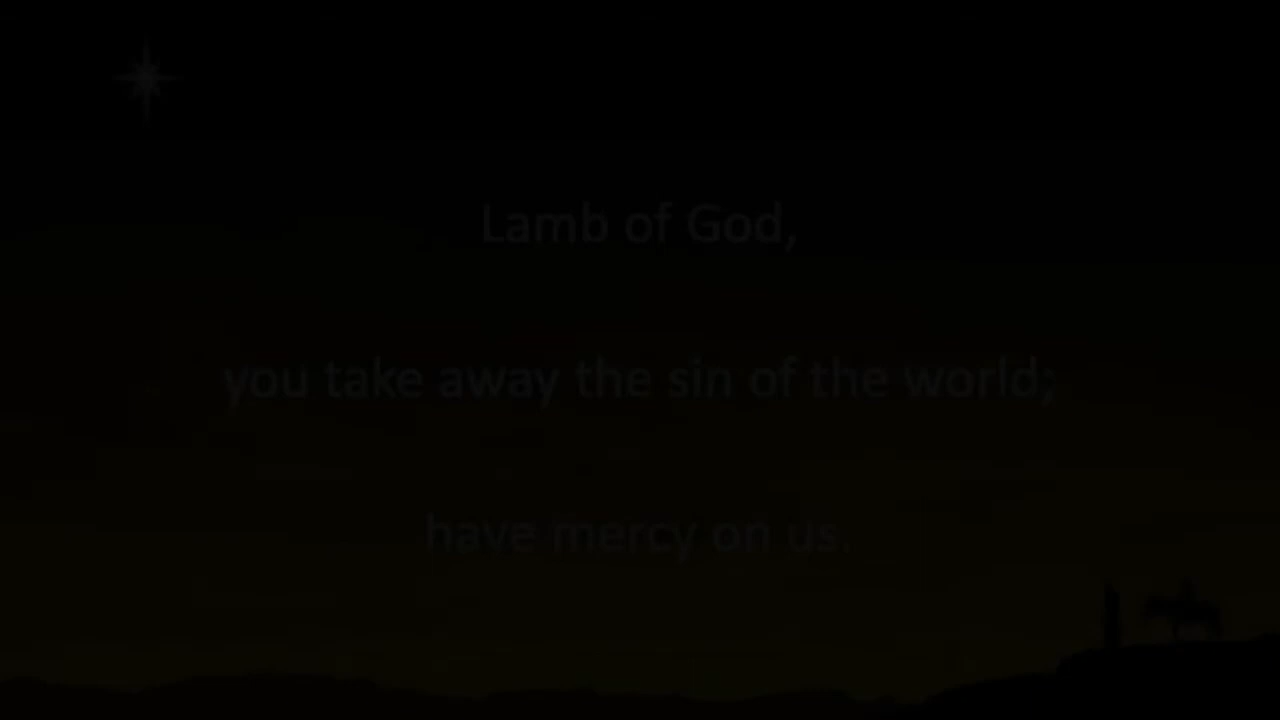 Lamb of God,
you take away the sin of the world;
have mercy on us.